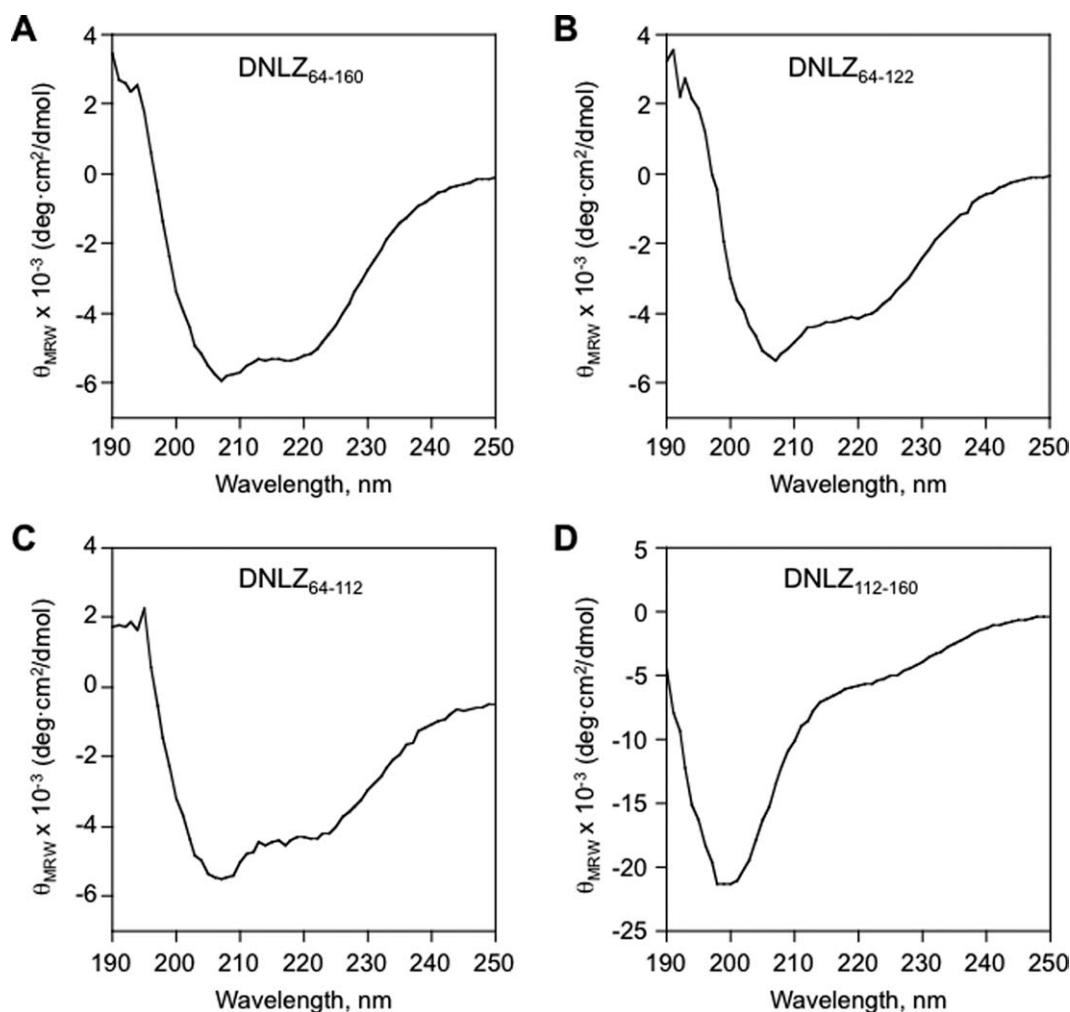 A
DNLZ64-160
4
2
0
-2
-4
-6
θMRW x 10-3 (deg·cm2/dmol)
190 200 210 220 230 240 250
Wavelength, nm
B
DNLZ64-122
4
2
0
-2
-4
-6
θMRW x 10-3 (deg·cm2/dmol)
190 200 210 220 230 240 250
Wavelength, nm
C
DNLZ64-112
4
2
0
-2
-4
-6
θMRW x 10-3 (deg·cm2/dmol)
190 200 210 220 230 240 250
Wavelength, nm
D
DNLZ112-160
5
0
-5
-10
-15
-20
-25
θMRW x 10-3 (deg·cm2/dmol)
190 200 210 220 230 240 250
Wavelength, nm